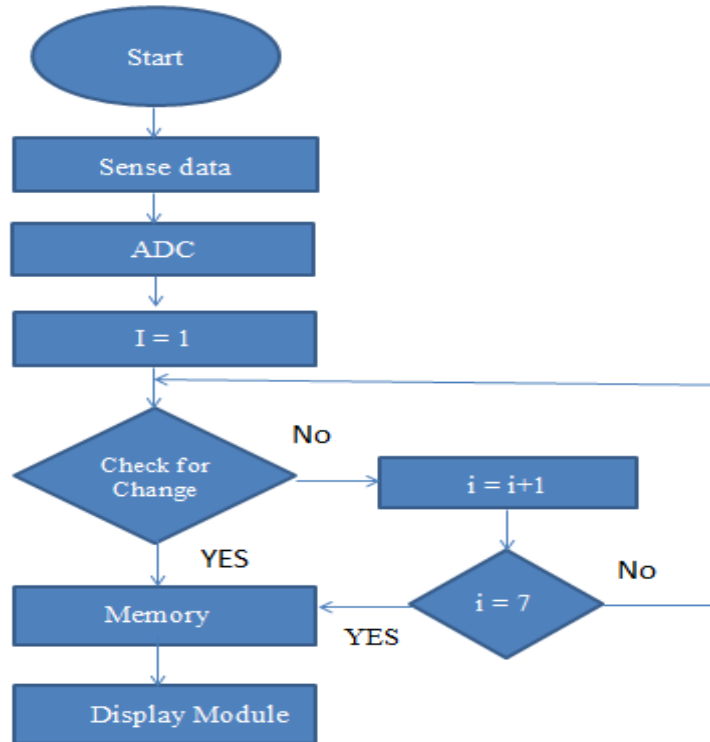 Start
Sense data
ADC
I = 1
Check for
Change
No
i = i+1
YES
Memory
i = 7
No
YES
Display Module